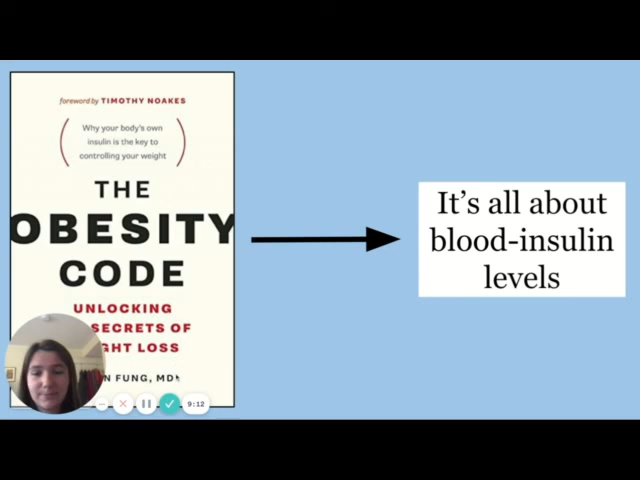 foreword by TIMOTHY NOAKES
Why your body's own
insulin is the key to
controlling your weight
THE
OBESITY
CODE
UNLOCKING
SECRETS OF
GHT LOSS
N FUNG, MD
9:12
It's all about
blood-insulin
levels